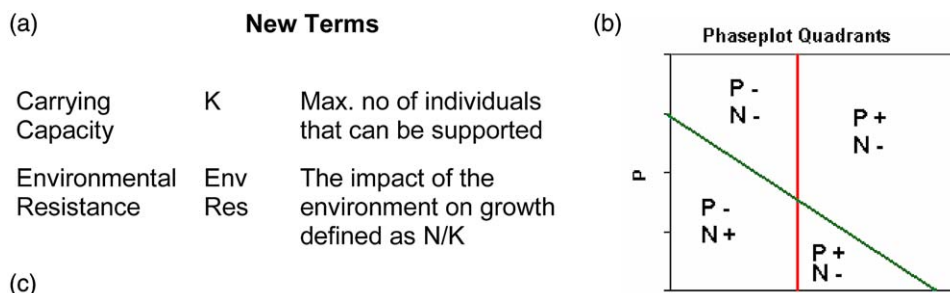 (a)
New Terms
Carrying Capacity
K
Max. no of individuals
that can be supported
Environmental Resistance
Env Res
The impact of the
environment on growth
defined as N/K
(b)
Phaseplot Quadrants
P -
N -
P +
N -
P
P -
N +
P +
N -
(c)